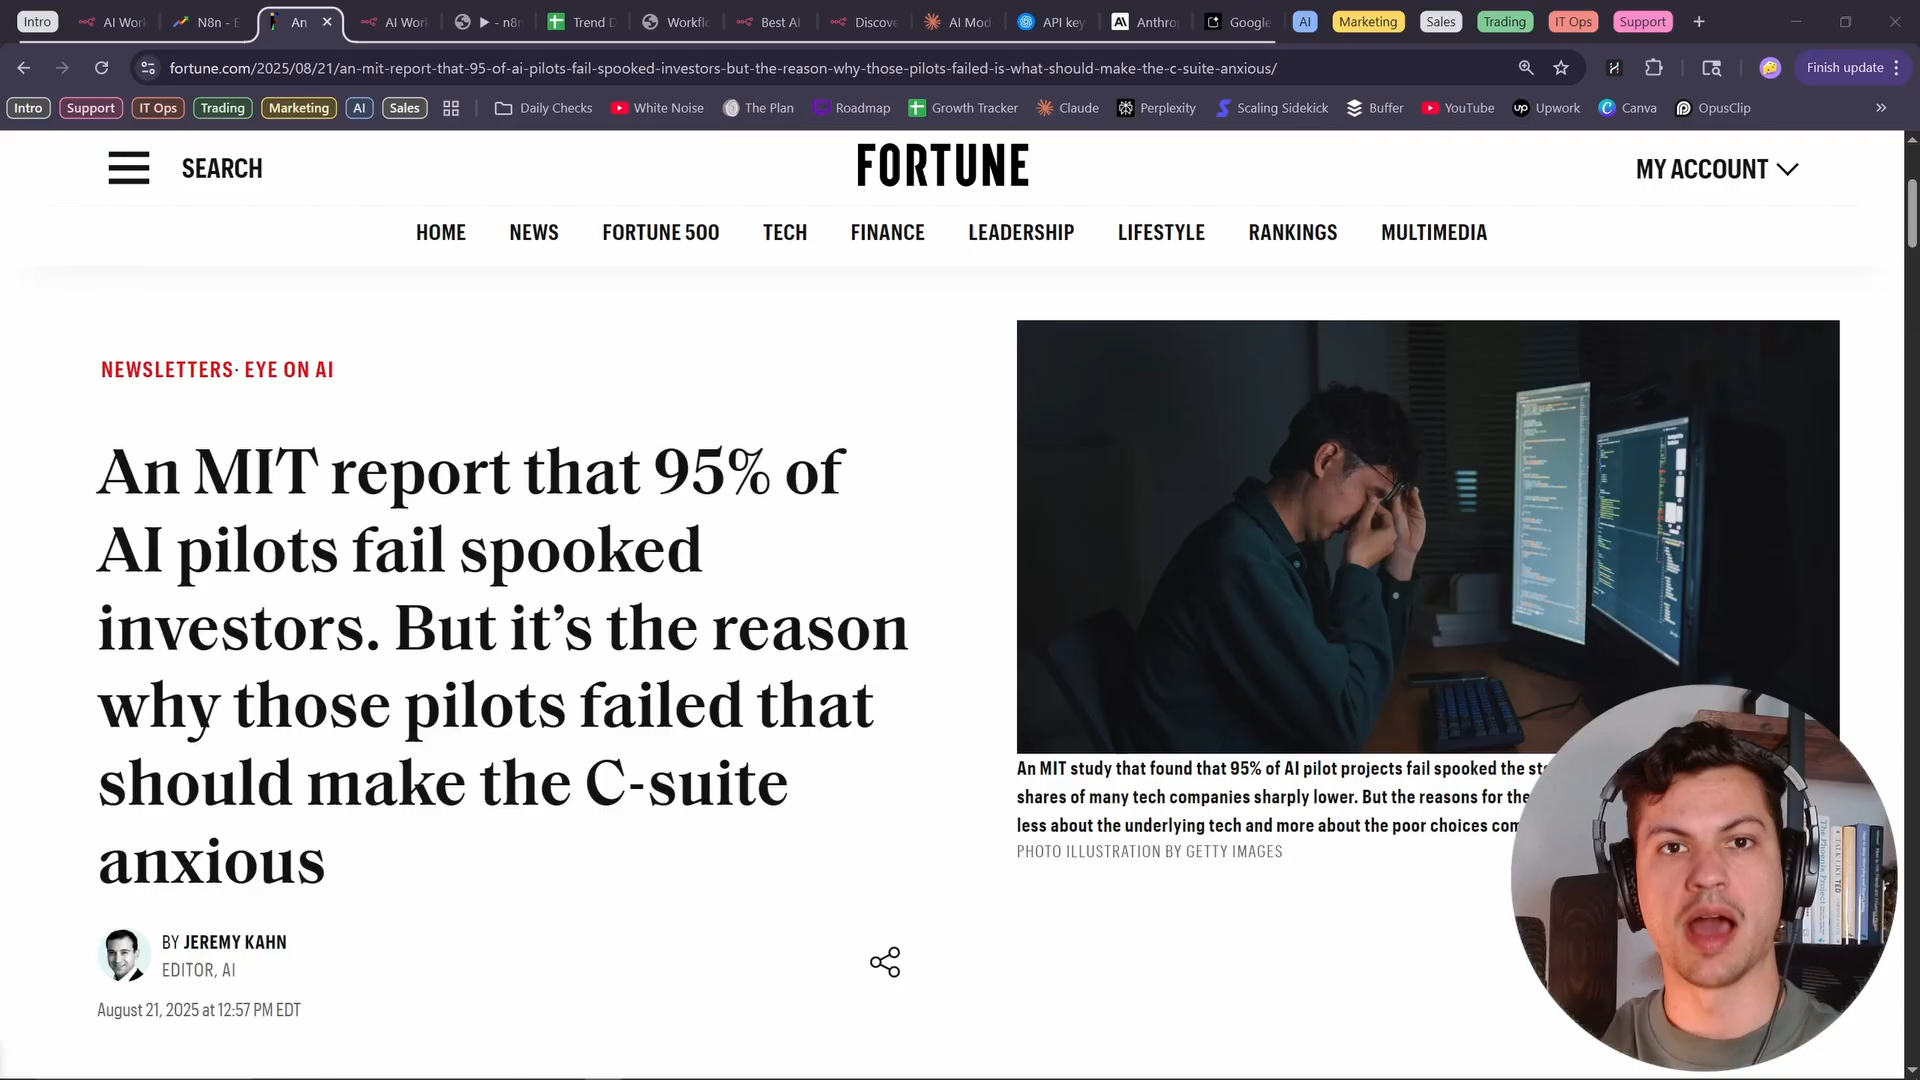 Intro
AI Work
N8n - E
An
AI Work
- n8n
Trend D
Workflo
Best AI
Discove
AI Mod
API key
Anthro
Google
AI
Marketing
Sales
Trading
IT Ops
Support
fortune.com/2025/08/21/an-mit-report-that-95-of-ai-pilots-fail-spooked-investors-but-the-reason-why-those-pilots-failed-is-what-should-make-the-c-suite-anxious/
Finish update
Intro
Support
IT Ops
Trading
Marketing
AI
Sales
Daily Checks
White Noise
The Plan
Roadmap
Growth Tracker
Claude
Perplexity
Scaling Sidekick
Buffer
YouTube
Upwork
Canva
OpusClip
SEARCH
FORTUNE
MY ACCOUNT
HOME
NEWS
FORTUNE 500
TECH
FINANCE
LEADERSHIP
LIFESTYLE
RANKINGS
MULTIMEDIA
NEWSLETTERS· EYE ON AI
An MIT report that 95% of
AI pilots fail spooked
investors. But it’s the reason
why those pilots failed that
should make the C-suite
anxious
BY JEREMY KAHN
EDITOR, AI
August 21, 2025 at 12:57 PM EDT
An MIT study that found that 95% of AI pilot projects fail spooked the
shares of many tech companies sharply lower. But the reasons for
less about the underlying tech and more about the poor choices
PHOTO ILLUSTRATION BY GETTY IMAGES